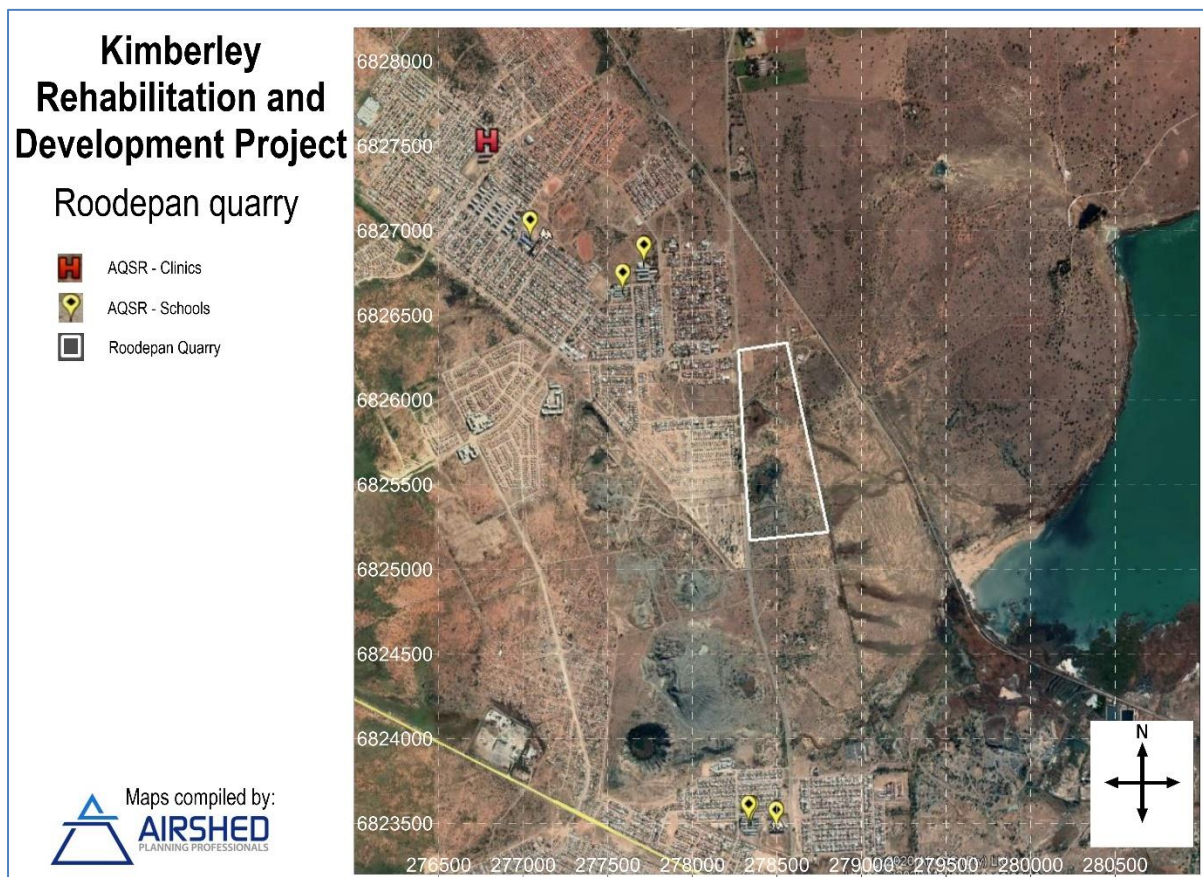 Kimberley
Rehabilitation and
Development Project
Roodepan quarry
H AQSR - Clinics
AQSR - Schools
Roodepan Quarry
Maps compiled by:
AIRSHED
PLANNING PROFESSIONALS
H
6828000
6827500
6827000
6826500
6826000
6825500
6825000
6824500
6824000
6823500
N
276500 277000 277500 278000 278500 279000 279500 280000 280500